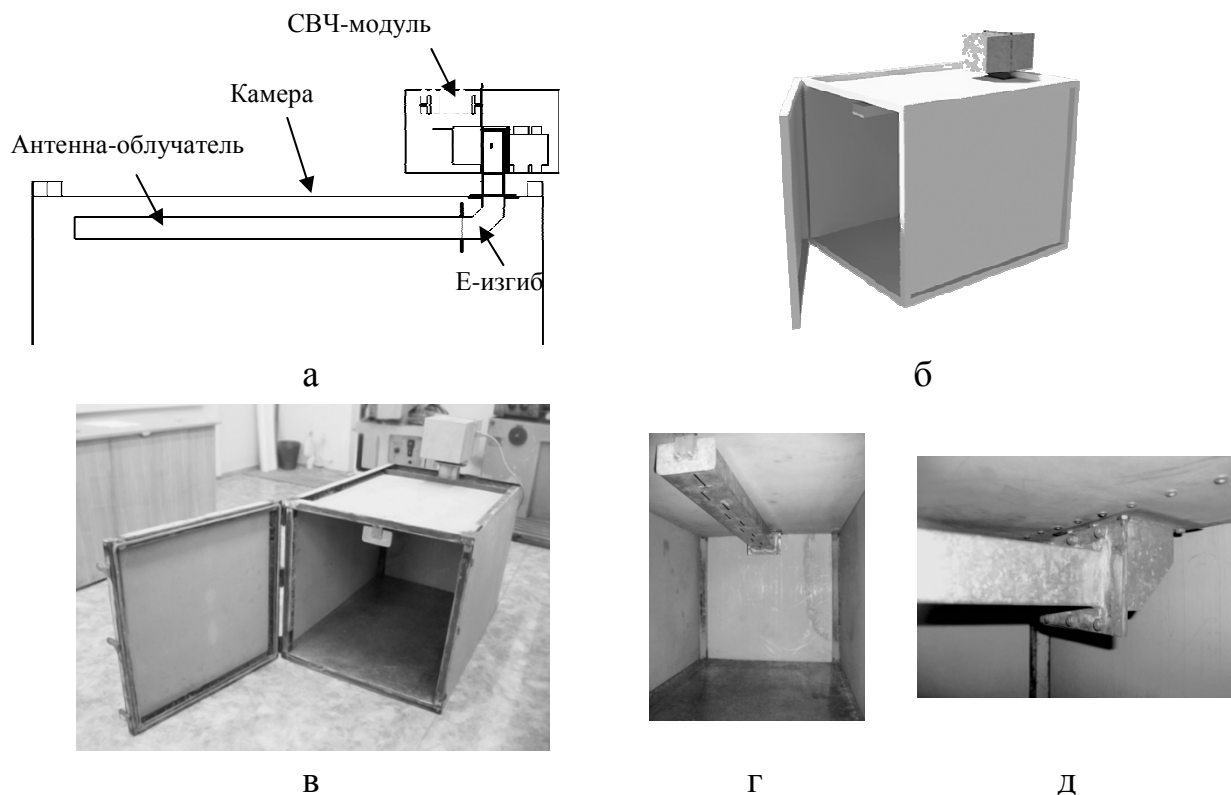 СВЧ-модуль
Камера
Антенна-облучатель
Е-изгиб
а
б
в
г
д